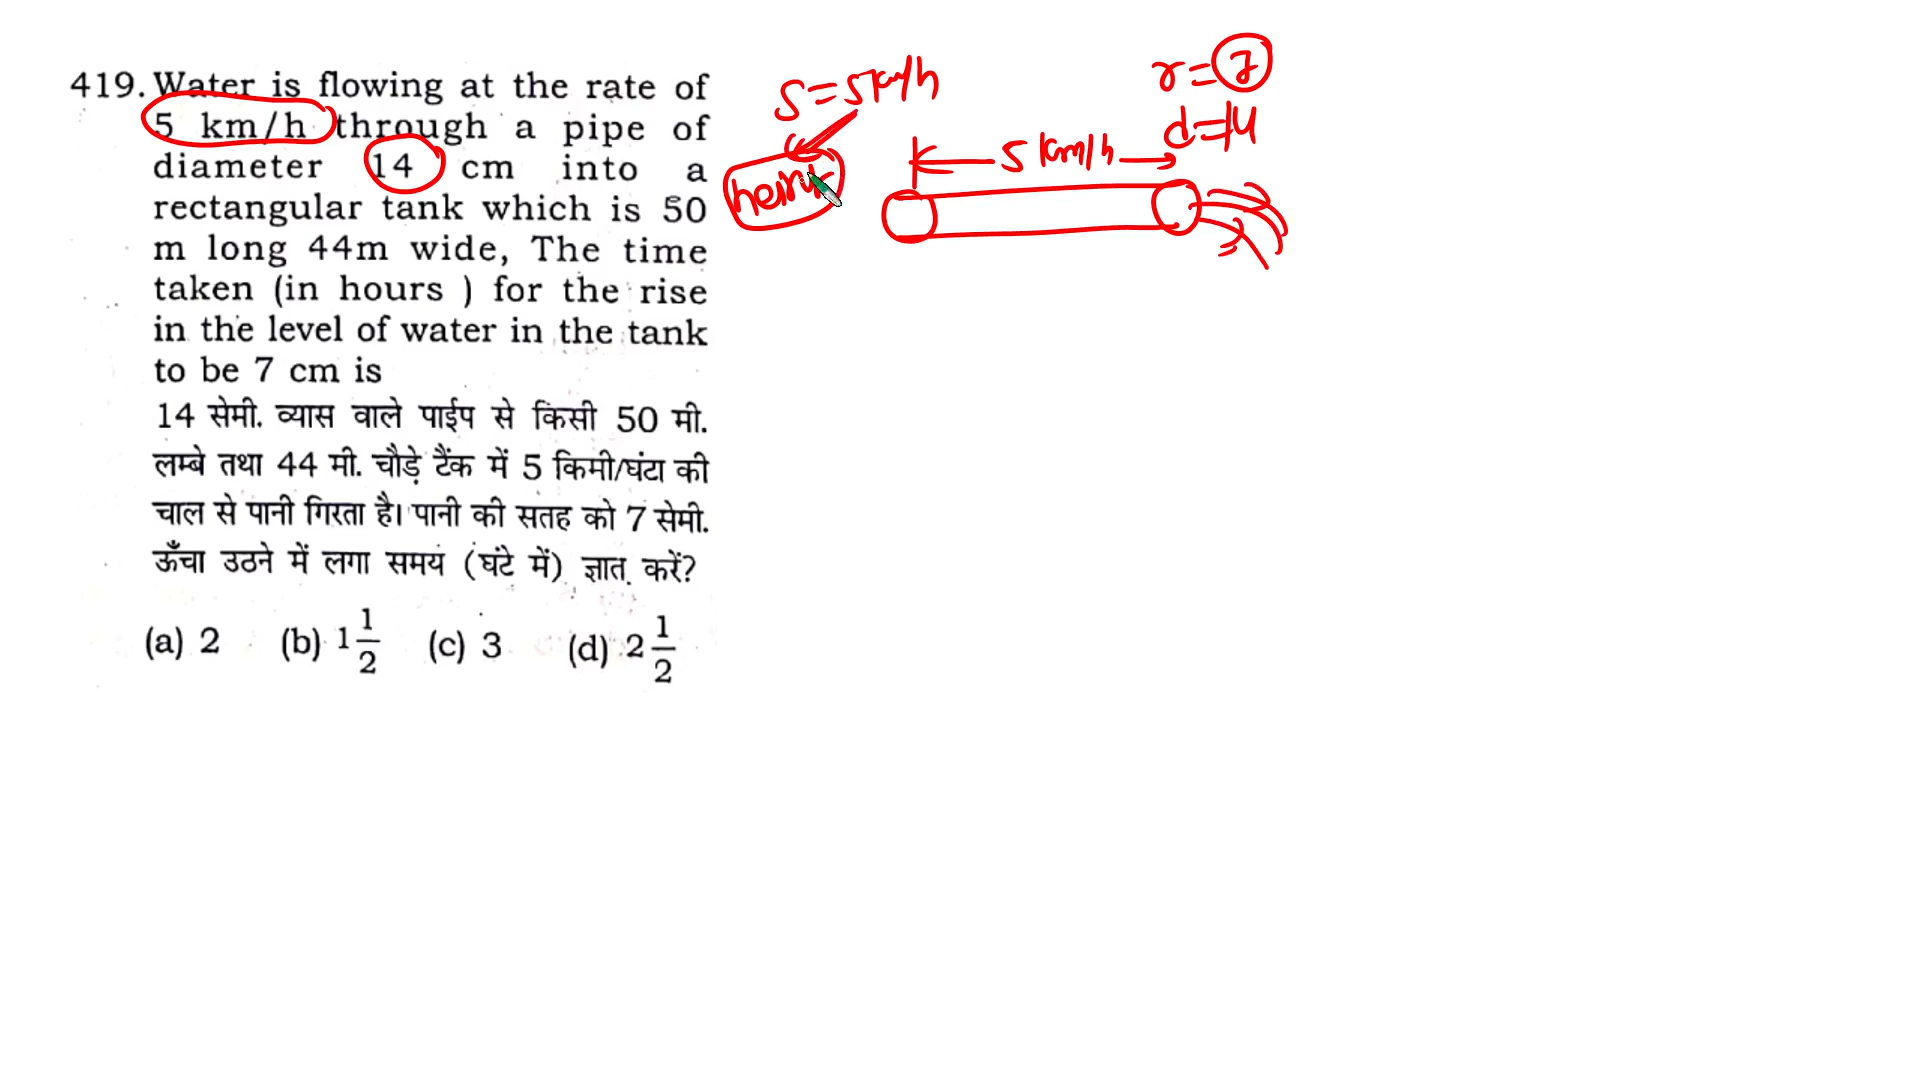 419. Water is flowing at the rate of
5 km/h through a pipe of
diameter 14 cm into a
rectangular tank which is 50
m long 44m wide, The time
taken (in hours ) for the rise
in the level of water in the tank
to be 7 cm is
14 सेमी. व्यास वाले पाईप से किसी 50 मी.
लम्बे तथा 44 मी. चौड़े टैंक में 5 किमी/घंटा की
चाल से पानी गिरता है। पानी की सतह को 7 सेमी.
ऊँचा उठने में लगा समय (घंटे में) ज्ञात करें?
(a) 2 (b) 1 1/2 (c) 3 (d) 2 1/2
S=5km/h
r=7
d=14
5 km/h